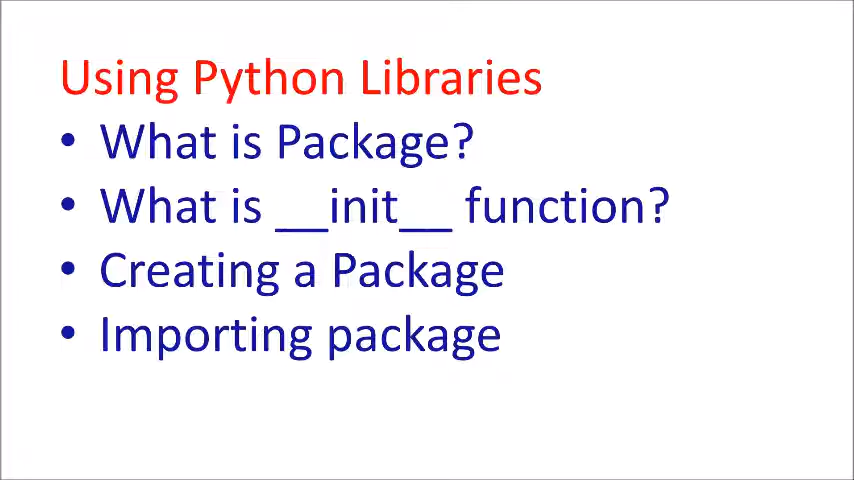 Using Python Libraries
• What is Package?
• What is __init__ function?
• Creating a Package
• Importing package